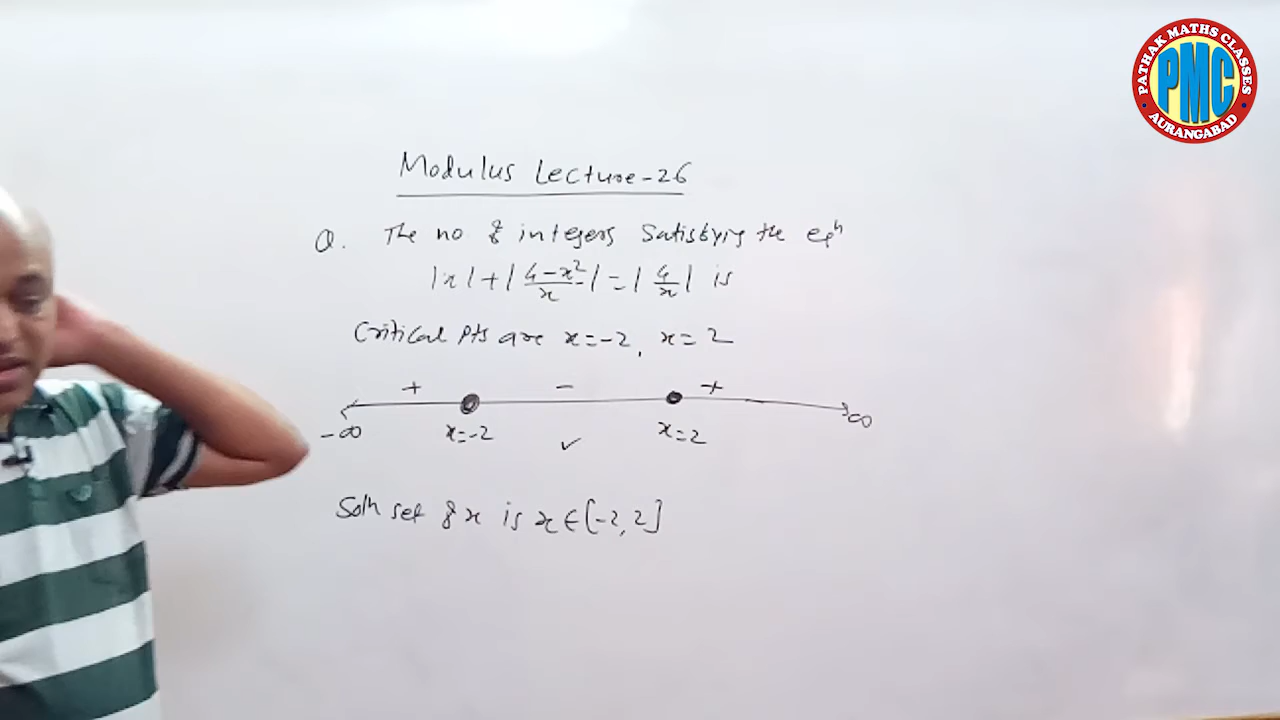 PATHAK MATHS CLASSES
PMC
AURANGABAD
Modulus Lecture-26
Q. The no of integers satisfying the eqn
|x| + |(4-x²)/x| = |4/x| is
Critical pts are x=-2, x=2
+ - +
-∞ x=-2 ✓ x=2 ∞
Soln set of x is x∈[-2,2]